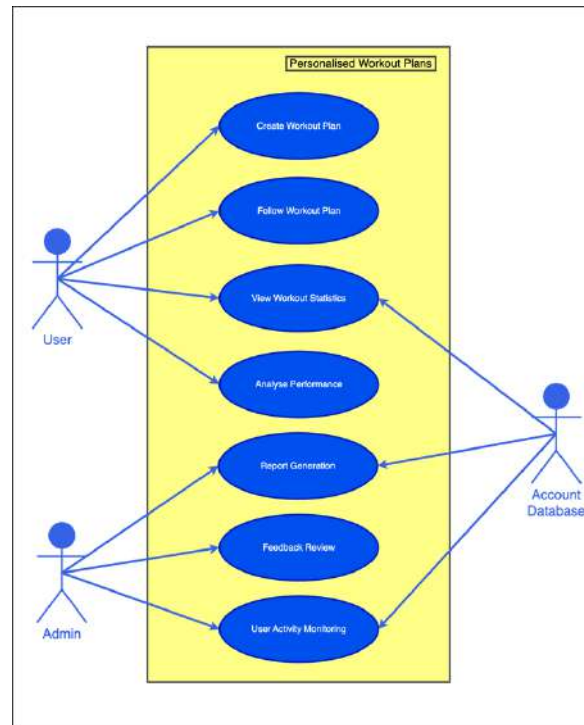 Personalised Workout Plans
Create Workout Plan
Follow Workout Plan
View Workout Statistics
User
Analyse Performance
Report Generation
Account
Database
Feedback Review
Admin
User Activity Monitoring